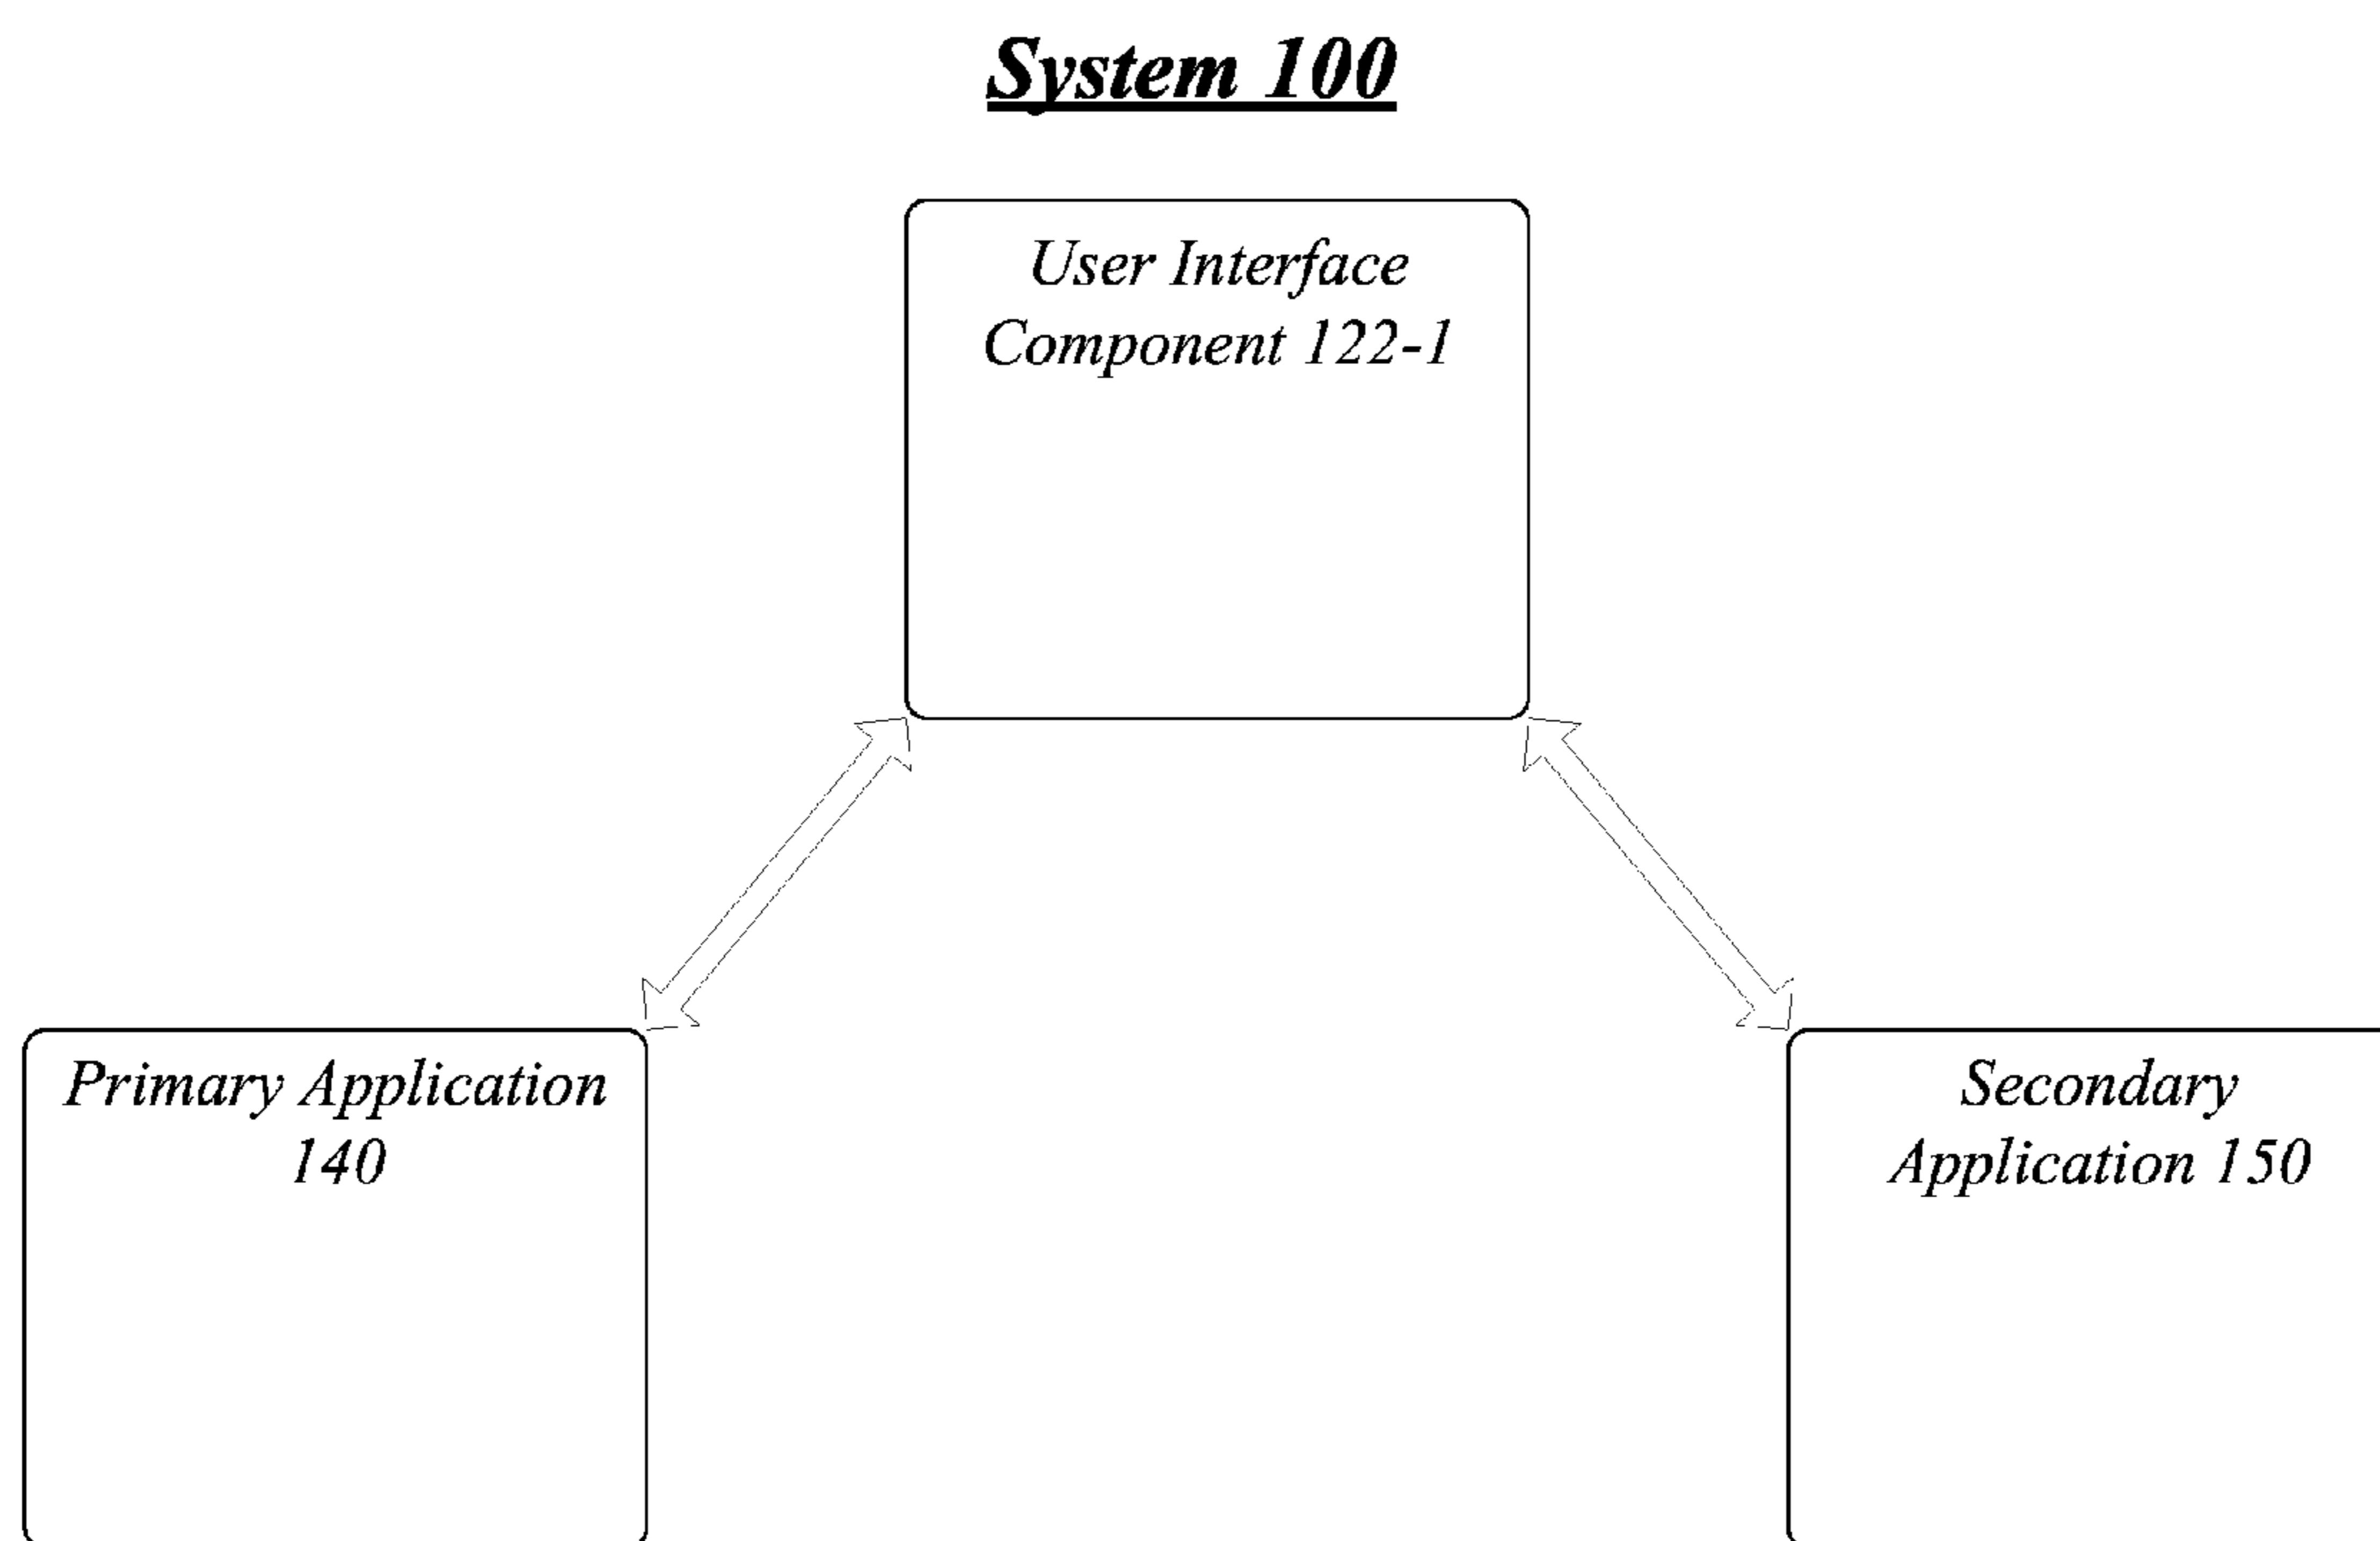 System 100
User Interface
Component 122-1
Primary Application
140
Secondary
Application 150